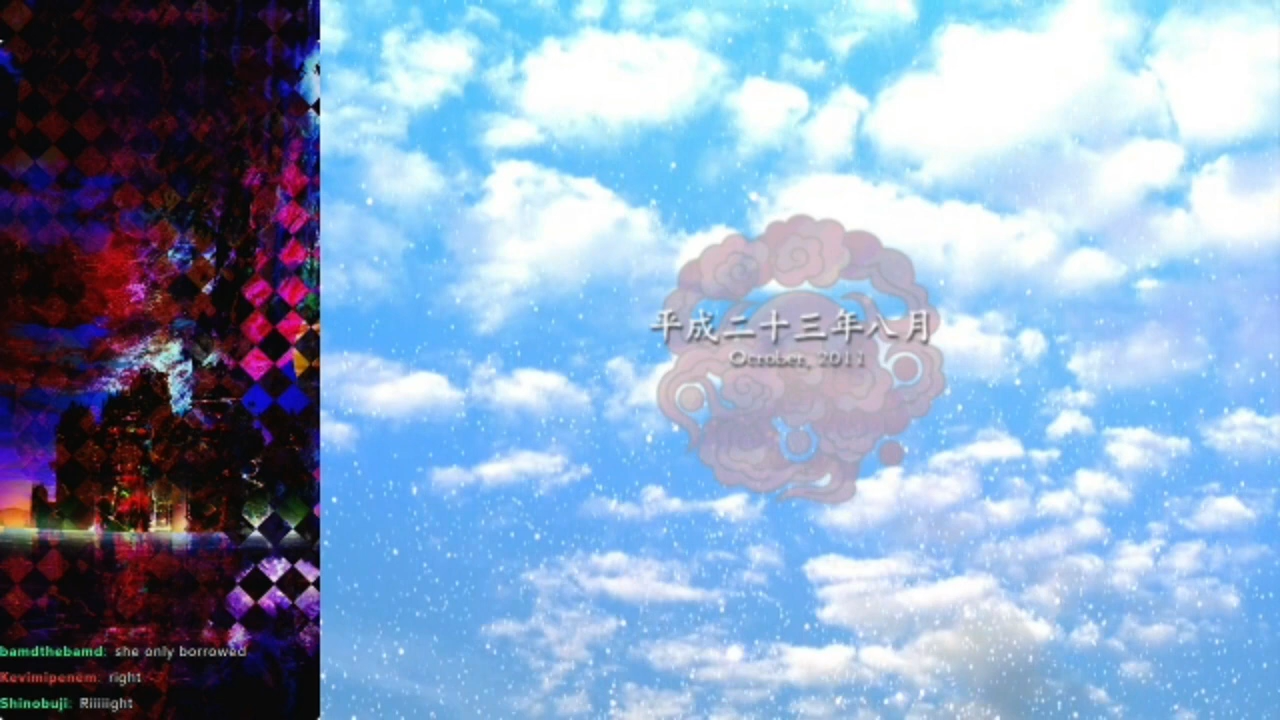 平成二十三年八月
October, 2011
bamdthebamd: she only borrowed
Kevimipenem: right
Shinobuji: Riiiiight